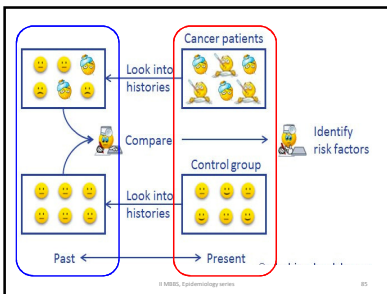 Cancer patients
Look into
histories
Compare
Identify
risk factors
Control group
Look into
histories
Past
Present
II MBBS, Epidemiology series
85